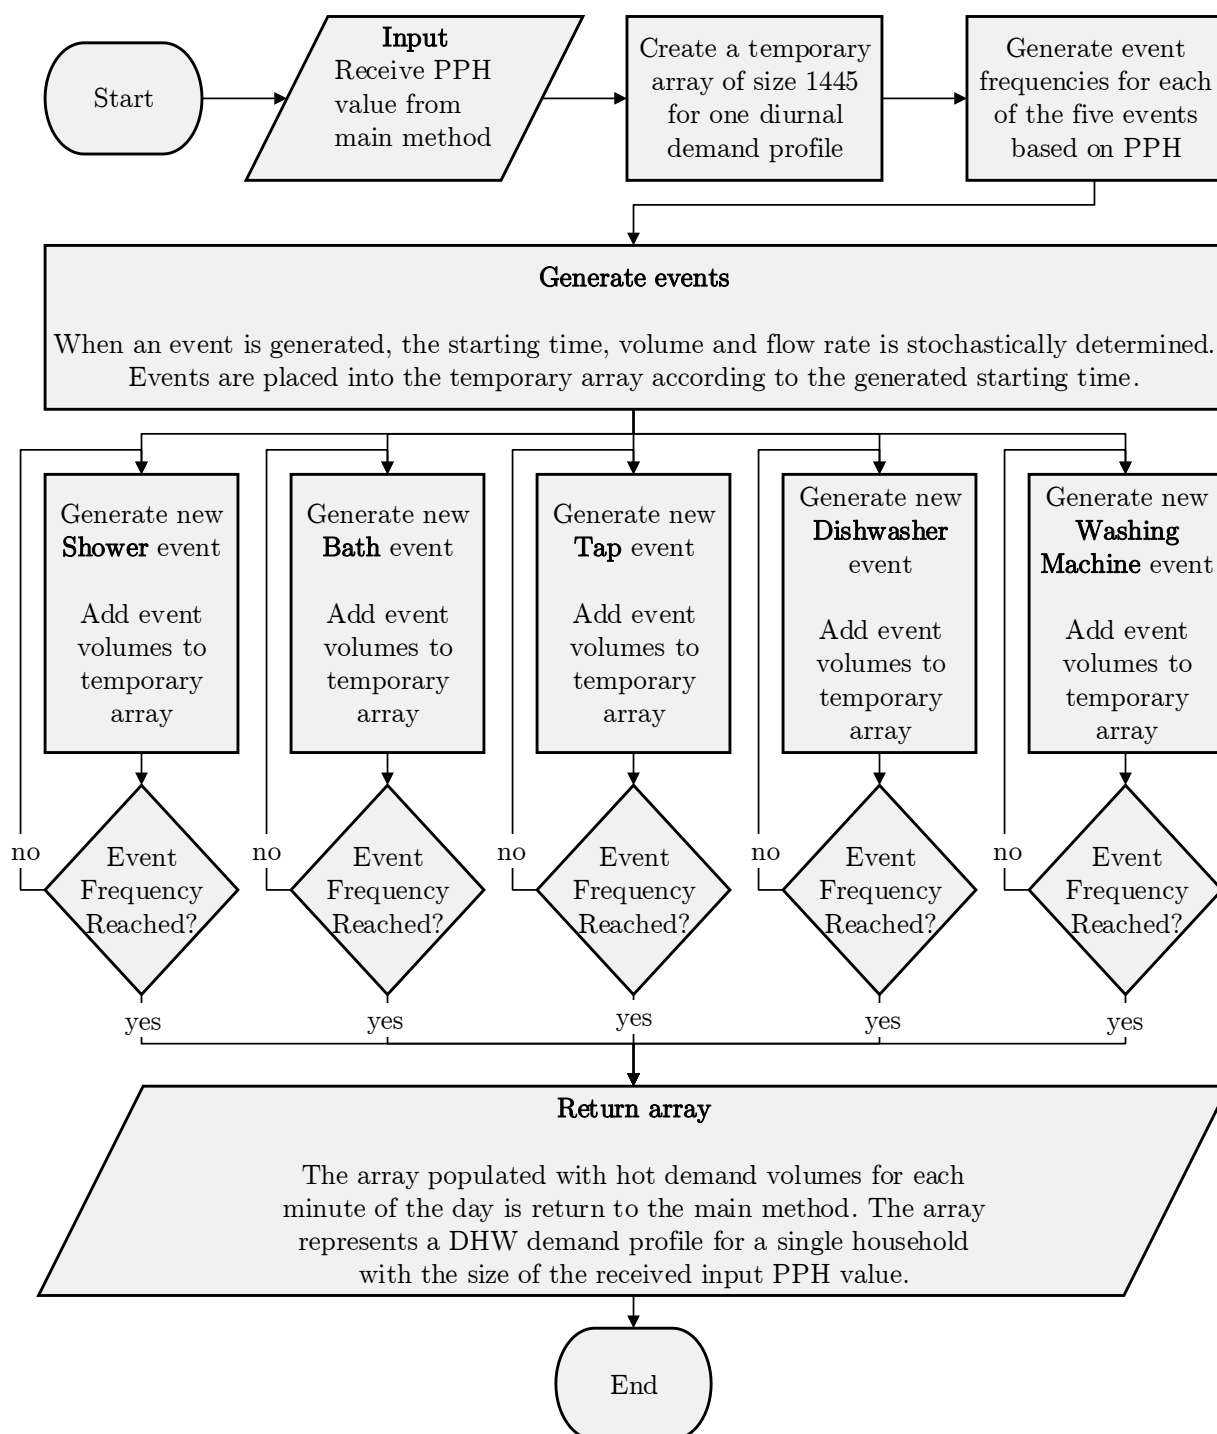 Start
Input
Receive PPH
value from
main method
Create a temporary
array of size 1445
for one diurnal
demand profile
Generate event
frequencies for each
of the five events
based on PPH
Generate events
When an event is generated, the starting time, volume and flow rate is stochastically determined.
Events are placed into the temporary array according to the generated starting time.
Generate new
Shower event
Add event
volumes to
temporary
array
Generate new
Bath event
Add event
volumes to
temporary
array
Generate new
Tap event
Add event
volumes to
temporary
array
Generate new
Dishwasher
event
Add event
volumes to
temporary
array
Generate new
Washing
Machine event
Add event
volumes to
temporary
array
no
Event
Frequency
Reached?
no
Event
Frequency
Reached?
no
Event
Frequency
Reached?
no
Event
Frequency
Reached?
no
Event
Frequency
Reached?
yes
yes
yes
yes
yes
Return array
The array populated with hot demand volumes for each
minute of the day is return to the main method. The array
represents a DHW demand profile for a single household
with the size of the received input PPH value.
End